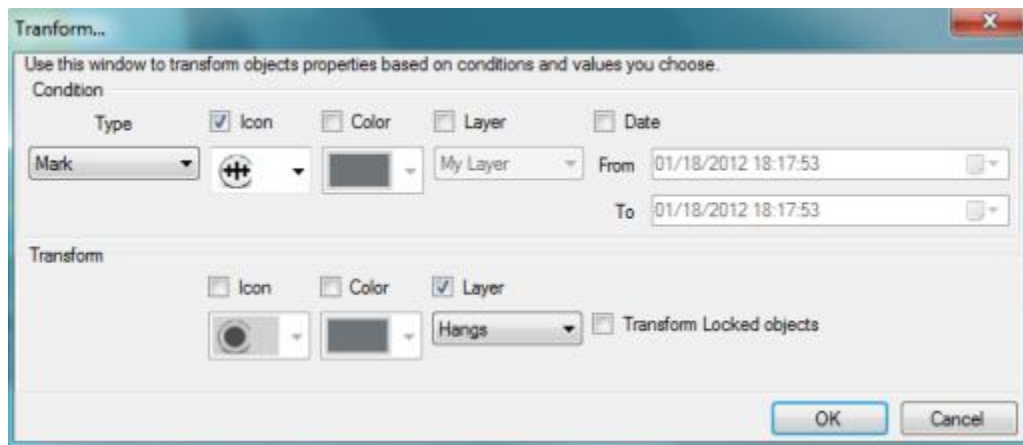 Tranform...
Use this window to transform objects properties based on conditions and values you choose.
Condition
Type Icon Color Layer Date
Mark My Layer From 01/18/2012 18:17:53
To 01/18/2012 18:17:53
Transform
Icon Color Layer
Hangs Transform Locked objects
OK Cancel